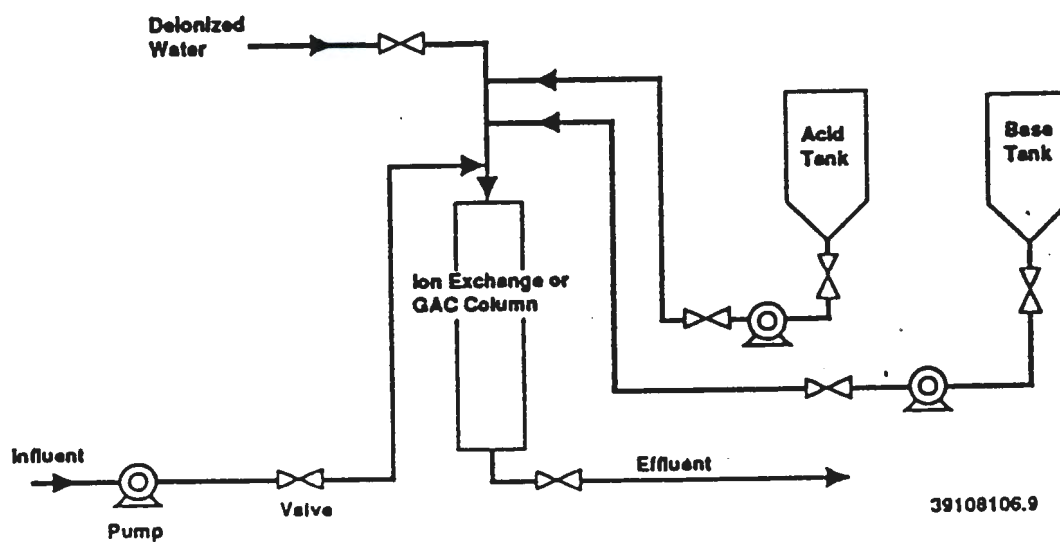 Deionized
Water
Acid
Tank
Base
Tank
Ion Exchange or
GAC Column
Influent
Effluent
Valve
Pump
39108106.9